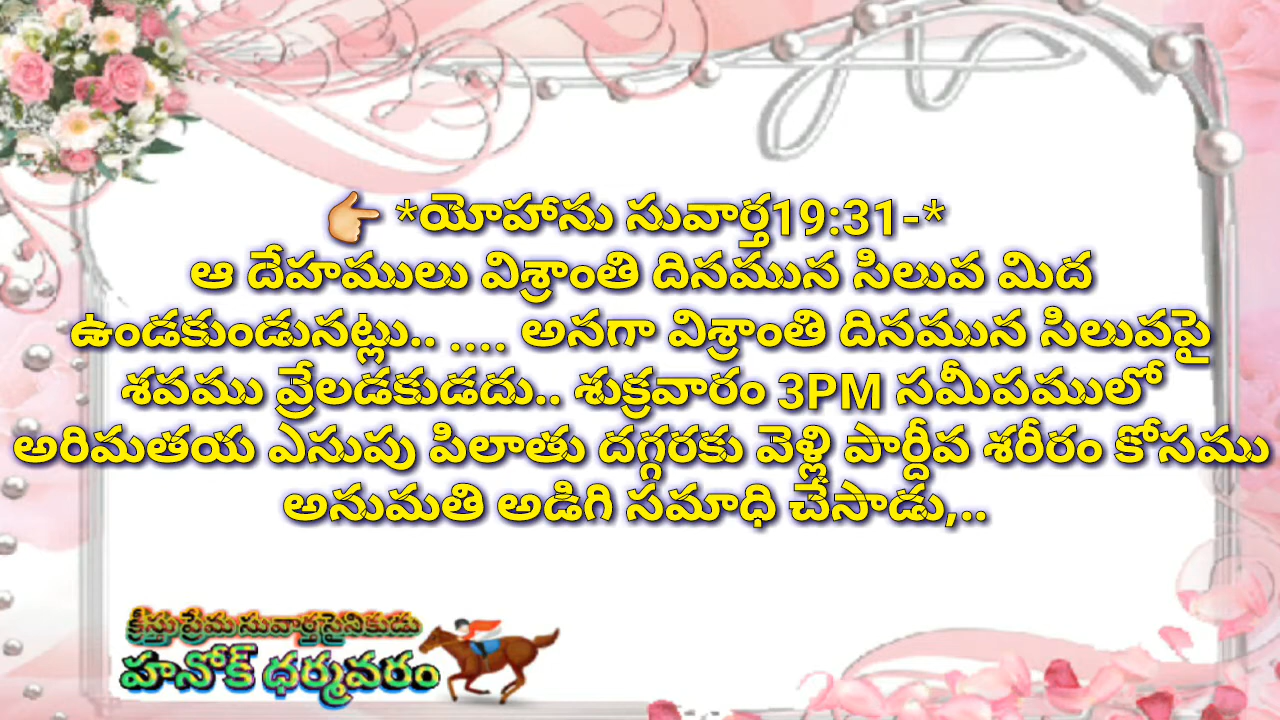 👉 *యోహాను సువార్త19:31-*
ఆ దేహములు విశ్రాంతి దినమున సిలువ మిద
ఉండకుండునట్లు.. .... అనగా విశ్రాంతి దినమున సిలువపై
శవము వ్రేలడకుడదు.. శుక్రవారం 3PM సమీపములో
అరిమతయ ఎసుపు పిలాతు దగ్గరకు వెళ్లి పార్దీవ శరీరం కోసము
అనుమతి అడిగి సమాధి చేసాడు,..
క్రీస్తు ప్రేమ సువార్తసైనికుడు
హనోక్ ధర్మవరం